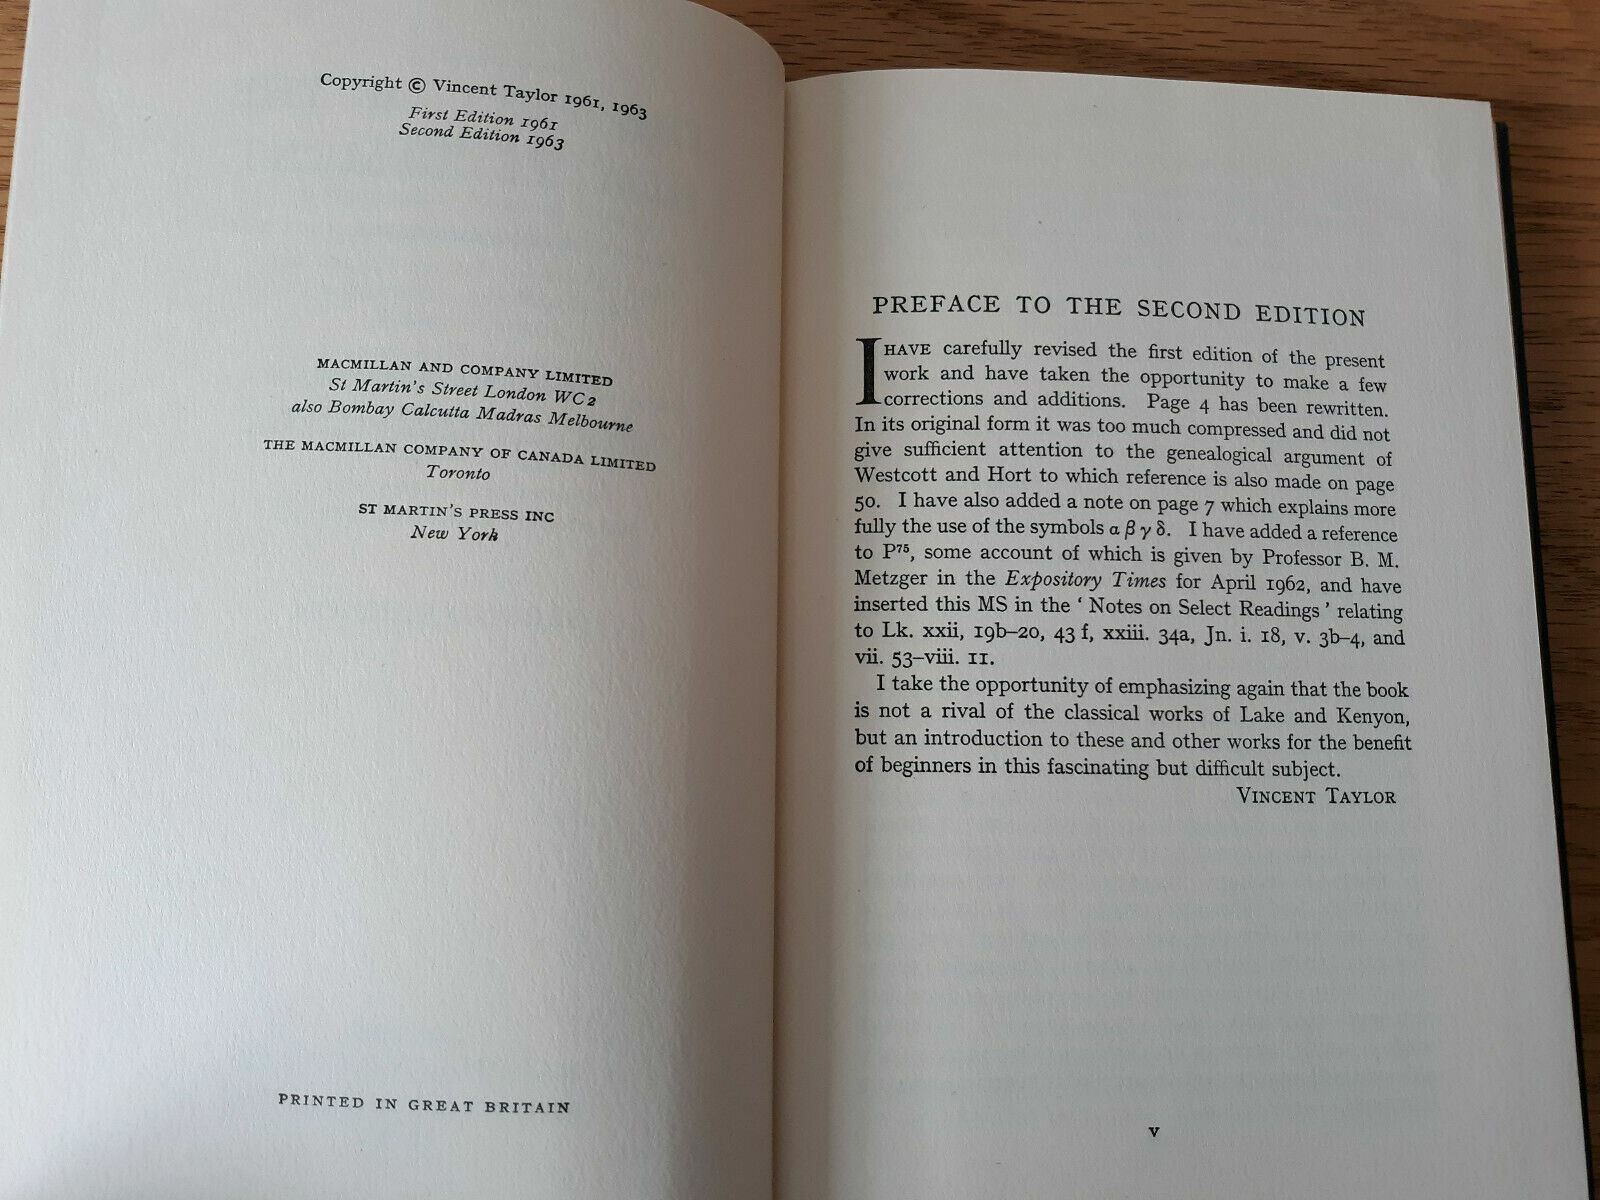 Copyright © Vincent Taylor 1961, 1963
First Edition 1961
Second Edition 1963
MACMILLAN AND COMPANY LIMITED
St Martin's Street London WC2
also Bombay Calcutta Madras Melbourne
THE MACMILLAN COMPANY OF CANADA LIMITED
Toronto
ST MARTIN'S PRESS INC
New York
PRINTED IN GREAT BRITAIN
PREFACE TO THE SECOND EDITION
I HAVE carefully revised the first edition of the present
work and have taken the opportunity to make a few
corrections and additions. Page 4 has been rewritten.
In its original form it was too much compressed and did not
give sufficient attention to the genealogical argument of
Westcott and Hort to which reference is also made on page
50. I have also added a note on page 7 which explains more
fully the use of the symbols α β γ δ. I have added a reference
to P⁷⁵, some account of which is given by Professor B. M.
Metzger in the Expository Times for April 1962, and have
inserted this MS in the ' Notes on Select Readings ' relating
to Lk. xxii, 19b–20, 43 f, xxiii. 34a, Jn. i. 18, v. 3b–4, and
vii. 53–viii. 11.
I take the opportunity of emphasizing again that the book
is not a rival of the classical works of Lake and Kenyon,
but an introduction to these and other works for the benefit
of beginners in this fascinating but difficult subject.
VINCENT TAYLOR
v